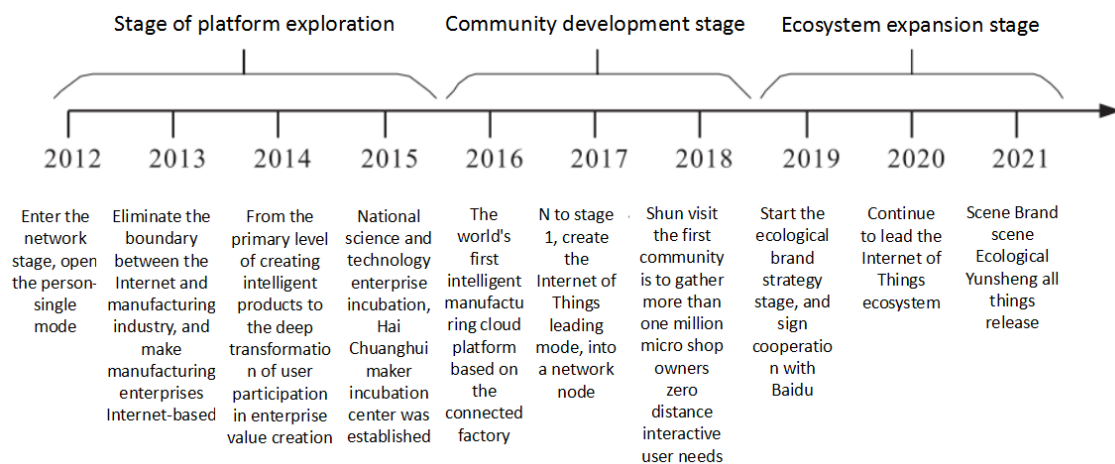 Stage of platform exploration
Community development stage
Ecosystem expansion stage
2012
2013
2014
2015
2016
2017
2018
2019
2020
2021
Enter the
network
stage, open
the person-
single
mode
Eliminate the
boundary
between the
Internet and
manufacturing
industry, and
make
manufacturing
enterprises
Internet-based
From the
primary level
of creating
intelligent
products to
the deep
transformatio
n of user
participation
in enterprise
value creation
National
science and
technology
enterprise
incubation,
Hai
Chuanghui
maker
incubation
center was
established
The
world's
first
intelligent
manufactu
ring cloud
platform
based on
the
connected
factory
N to stage
1, create
the
Internet of
Things
leading
mode, into
a network
node
Shun visit
the first
community
is to gather
more than
one million
micro shop
owners
zero
distance
interactive
user needs
Start the
ecological
brand
strategy
stage, and
sign
cooperatio
n with
Baidu
Continue
to lead the
Internet of
Things
ecosystem
Scene Brand
scene
Ecological
Yunsheng all
things
release